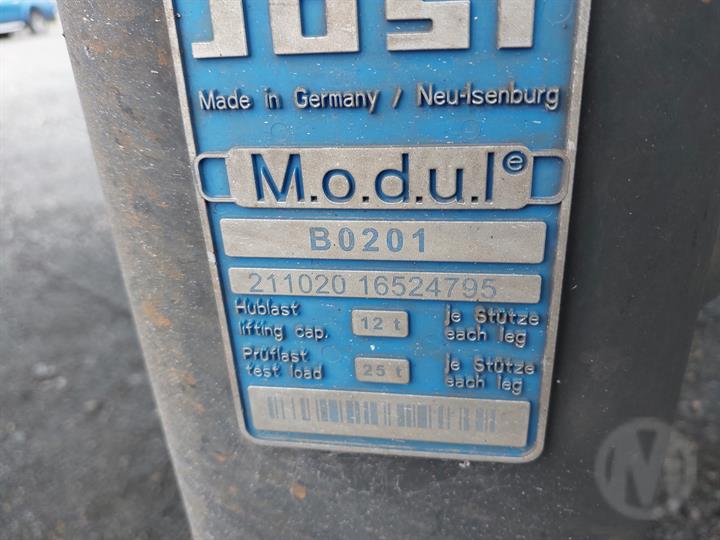 JOST
Made in Germany / Neu-Isenburg
M.o.d.u.l e
B0201
211020 16524795
Hublast
lifting cap.
12 t
je Stütze
each leg
Prüflast
test load
25 t
je Stütze
each leg